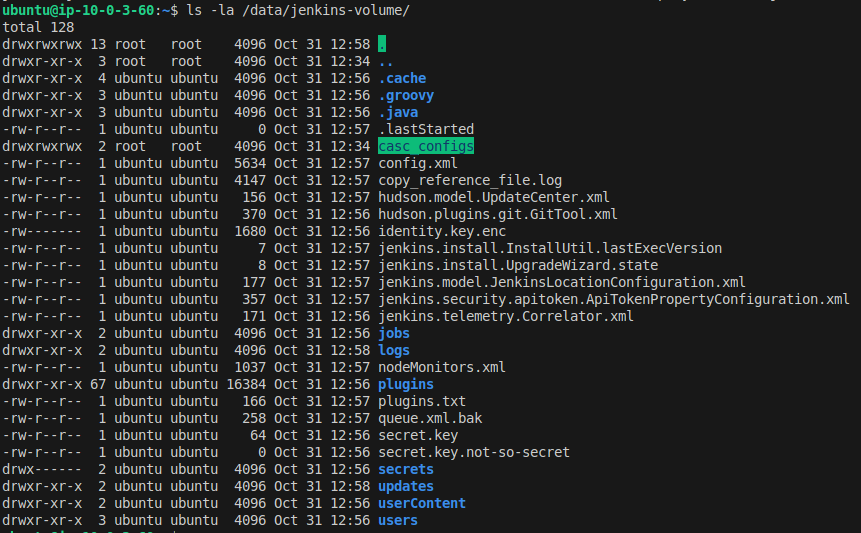 ubuntu@ip-10-0-3-60:~$ ls -la /data/jenkins-volume/
total 128
drwxrwxrwx 13 root   root    4096 Oct 31 12:58 .
drwxr-xr-x  3 root   root    4096 Oct 31 12:34 ..
drwxr-xr-x  4 ubuntu ubuntu  4096 Oct 31 12:56 .cache
drwxr-xr-x  3 ubuntu ubuntu  4096 Oct 31 12:56 .groovy
drwxr-xr-x  3 ubuntu ubuntu  4096 Oct 31 12:56 .java
-rw-r--r--  1 ubuntu ubuntu     0 Oct 31 12:57 .lastStarted
drwxrwxrwx  2 root   root    4096 Oct 31 12:34 casc_configs
-rw-r--r--  1 ubuntu ubuntu  5634 Oct 31 12:57 config.xml
-rw-r--r--  1 ubuntu ubuntu  4147 Oct 31 12:57 copy_reference_file.log
-rw-r--r--  1 ubuntu ubuntu   156 Oct 31 12:57 hudson.model.UpdateCenter.xml
-rw-r--r--  1 ubuntu ubuntu   370 Oct 31 12:56 hudson.plugins.git.GitTool.xml
-rw-------  1 ubuntu ubuntu  1680 Oct 31 12:56 identity.key.enc
-rw-r--r--  1 ubuntu ubuntu     7 Oct 31 12:57 jenkins.install.InstallUtil.lastExecVersion
-rw-r--r--  1 ubuntu ubuntu     8 Oct 31 12:57 jenkins.install.UpgradeWizard.state
-rw-r--r--  1 ubuntu ubuntu   177 Oct 31 12:57 jenkins.model.JenkinsLocationConfiguration.xml
-rw-r--r--  1 ubuntu ubuntu   357 Oct 31 12:57 jenkins.security.apitoken.ApiTokenPropertyConfiguration.xml
-rw-r--r--  1 ubuntu ubuntu   171 Oct 31 12:56 jenkins.telemetry.Correlator.xml
drwxr-xr-x  2 ubuntu ubuntu  4096 Oct 31 12:56 jobs
drwxr-xr-x  2 ubuntu ubuntu  4096 Oct 31 12:58 logs
-rw-r--r--  1 ubuntu ubuntu  1037 Oct 31 12:57 nodeMonitors.xml
drwxr-xr-x 67 ubuntu ubuntu 16384 Oct 31 12:56 plugins
-rw-r--r--  1 ubuntu ubuntu   166 Oct 31 12:57 plugins.txt
-rw-r--r--  1 ubuntu ubuntu   258 Oct 31 12:57 queue.xml.bak
-rw-r--r--  1 ubuntu ubuntu    64 Oct 31 12:56 secret.key
-rw-r--r--  1 ubuntu ubuntu     0 Oct 31 12:56 secret.key.not-so-secret
drwx------  2 ubuntu ubuntu  4096 Oct 31 12:56 secrets
drwxr-xr-x  2 ubuntu ubuntu  4096 Oct 31 12:58 updates
drwxr-xr-x  2 ubuntu ubuntu  4096 Oct 31 12:56 userContent
drwxr-xr-x  3 ubuntu ubuntu  4096 Oct 31 12:56 users